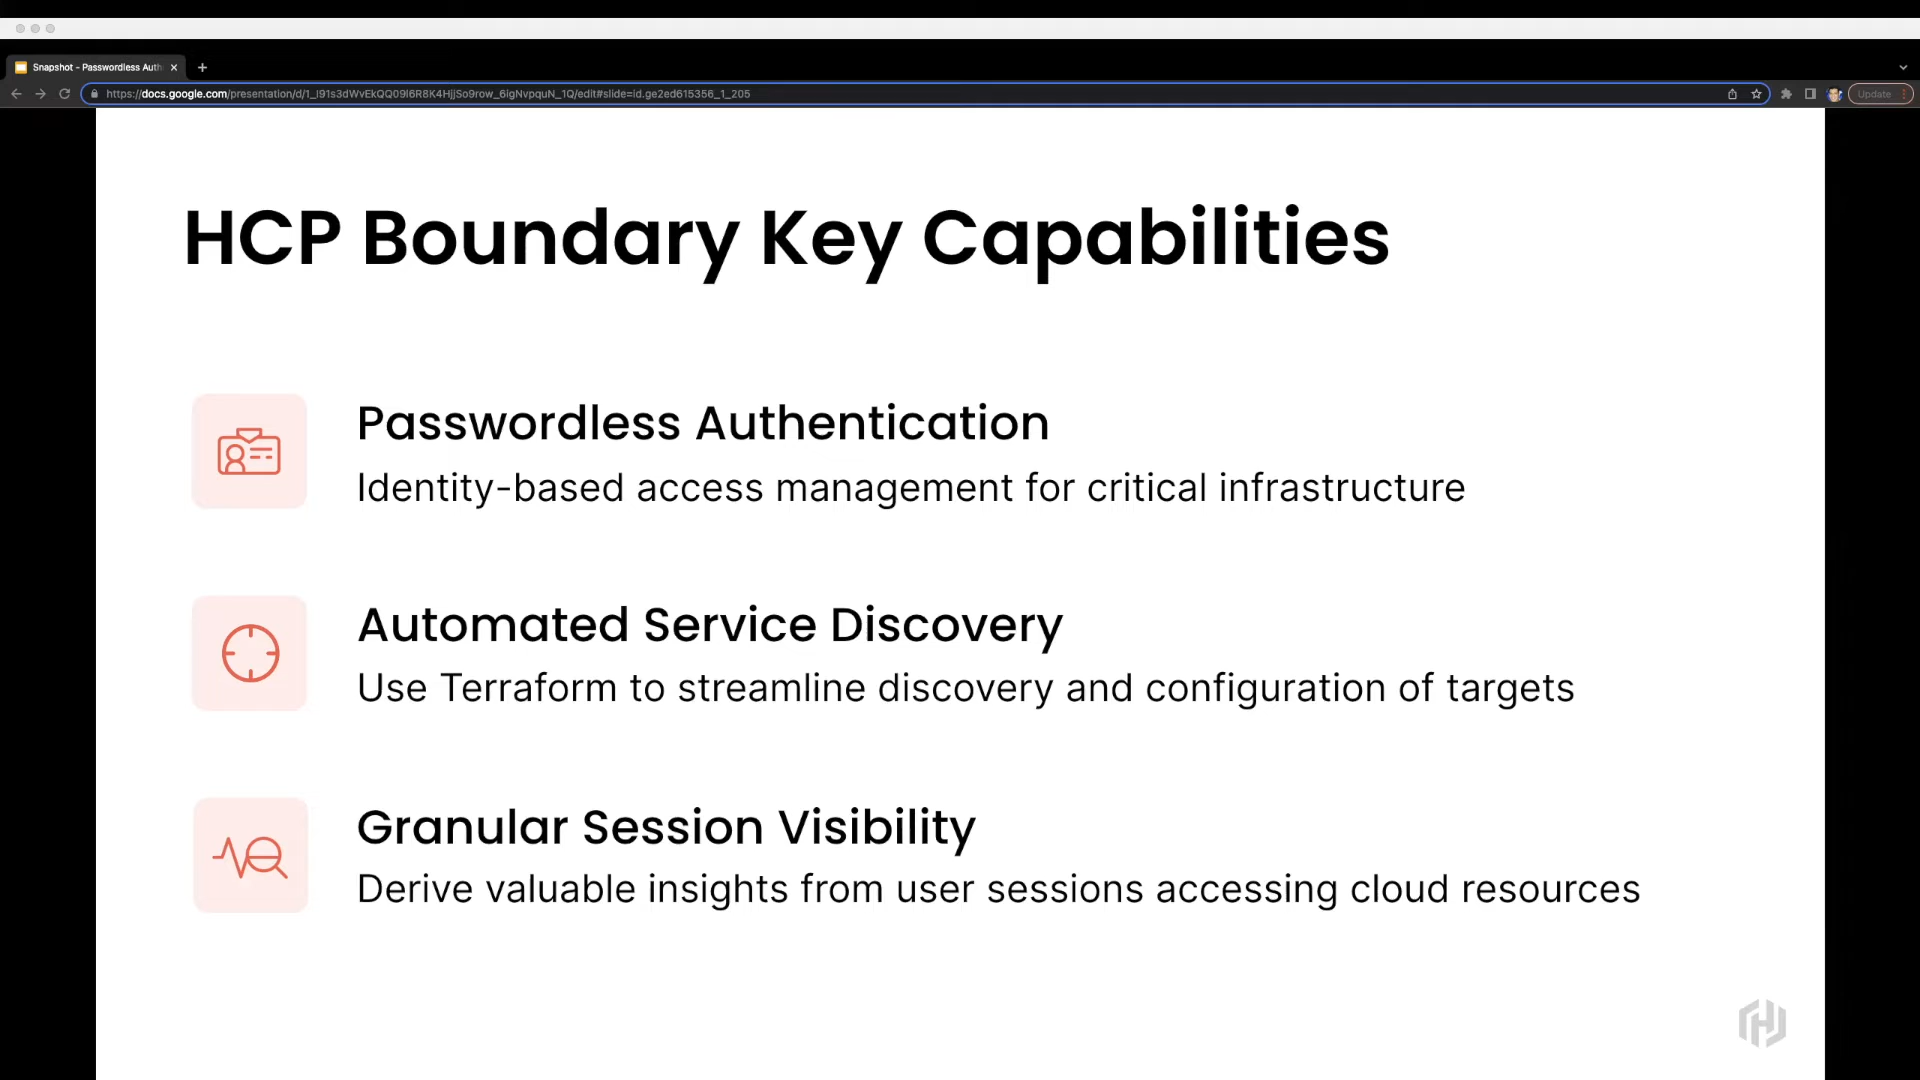 Snapshot - Passwordless Auth
https://docs.google.com/presentation/d/1_I91s3dWvEkQQ09I6R8K4HjjSo9row_6igNvpquN_1Q/edit#slide=id.ge2ed615356_1_205
Update
HCP Boundary Key Capabilities
Passwordless Authentication
Identity-based access management for critical infrastructure
Automated Service Discovery
Use Terraform to streamline discovery and configuration of targets
Granular Session Visibility
Derive valuable insights from user sessions accessing cloud resources